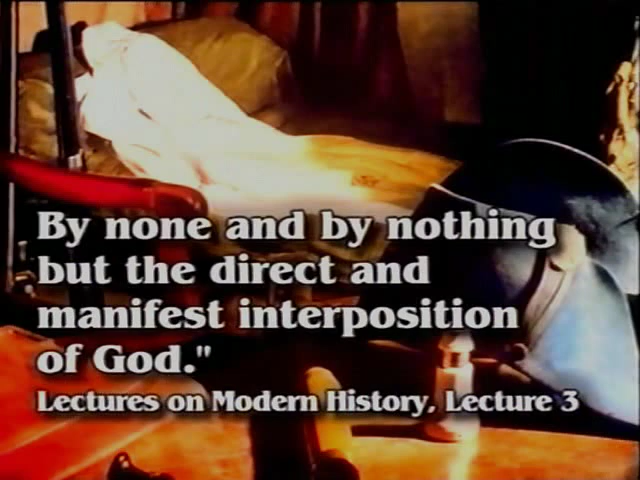 By none and by nothing
but the direct and
manifest interposition
of God."
Lectures on Modern History, Lecture 3